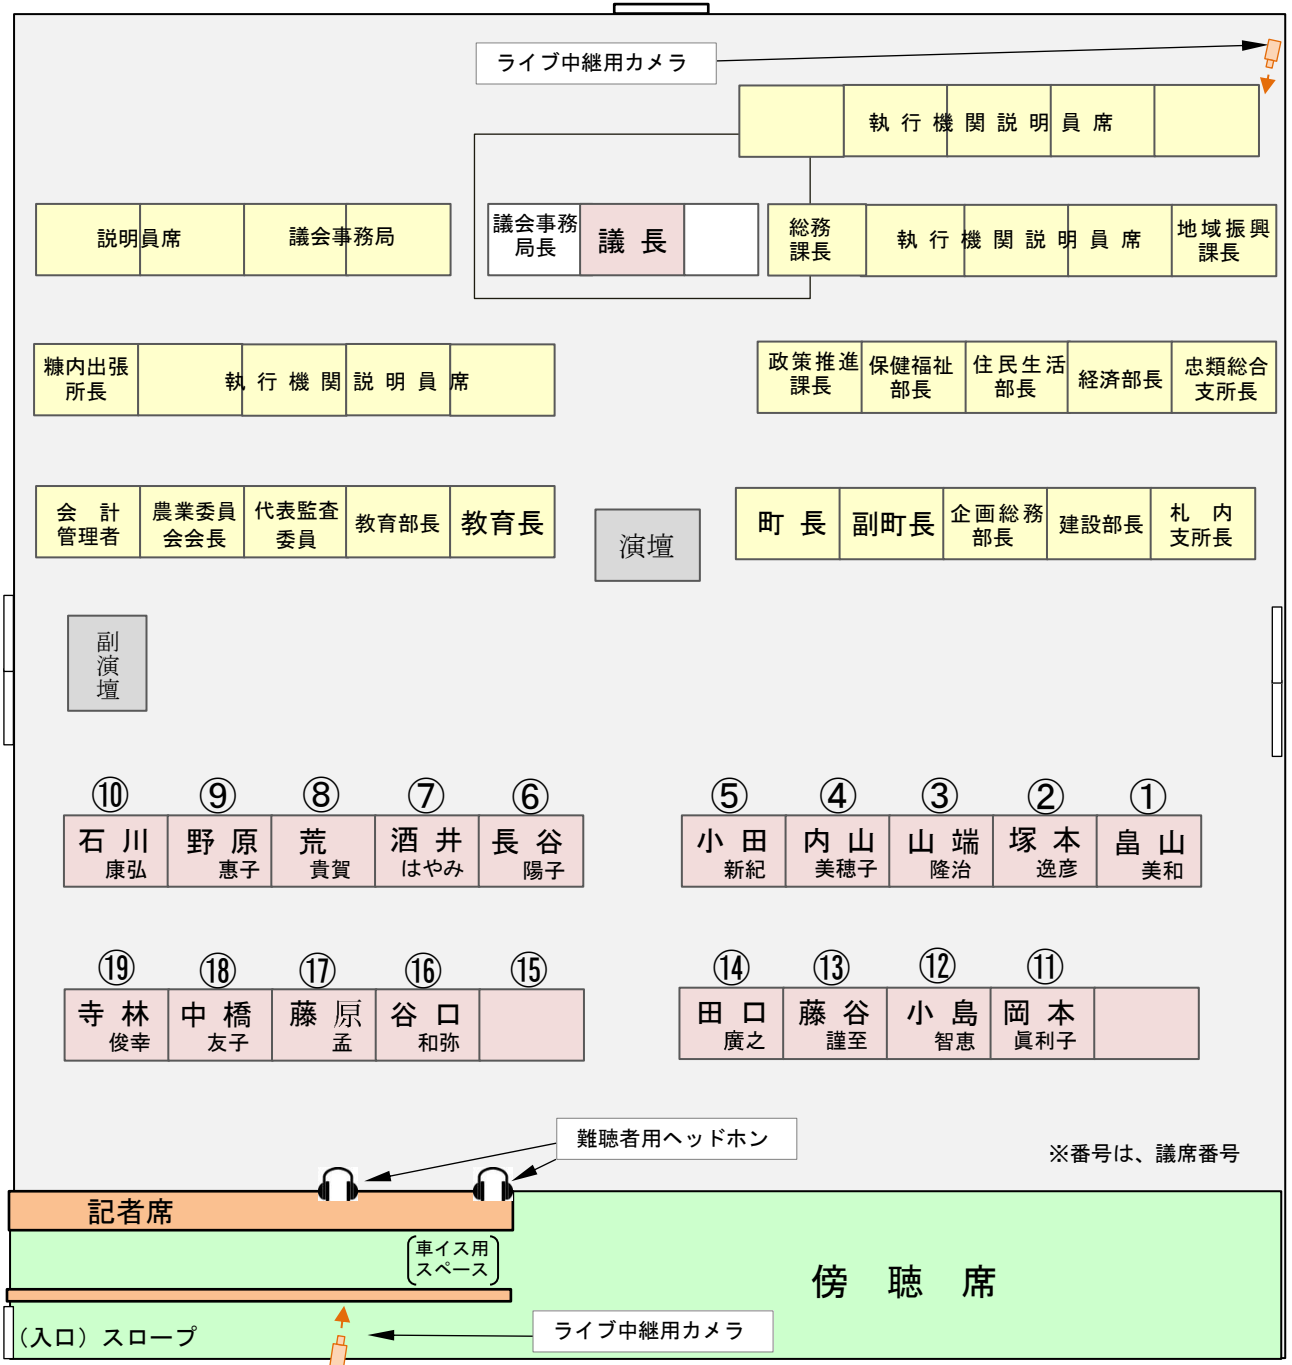 ライブ中継用カメラ
執行機関説明員席
説明員席
議会事務局
議会事務
局長
議長
総務
課長
執行機関説明員席
地域振興
課長
糠内出張
所長
執行機関説明員席
政策推進
課長
保健福祉
部長
住民生活
部長
経済部長
忠類総合
支所長
会計
管理者
農業委員
会会長
代表監査
委員
教育部長
教育長
演壇
町長
副町長
企画総務
部長
建設部長
札内
支所長
副演壇
⑩ ⑨ ⑧ ⑦ ⑥ ⑤ ④ ③ ② ①
石川
康弘
野原
惠子
荒
貴賀
酒井
はやみ
長谷
陽子
小田
新紀
内山
美穂子
山端
隆治
塚本
逸彦
畠山
美和
⑲ ⑱ ⑰ ⑯ ⑮ ⑭ ⑬ ⑫ ⑪
寺林
俊幸
中橋
友子
藤原
孟
谷口
和弥
田口
廣之
藤谷
謹至
小島
智恵
岡本
眞利子
難聴者用ヘッドホン
※番号は、議席番号
記者席
車イス用
スペース
傍聴席
(入口)スロープ
ライブ中継用カメラ